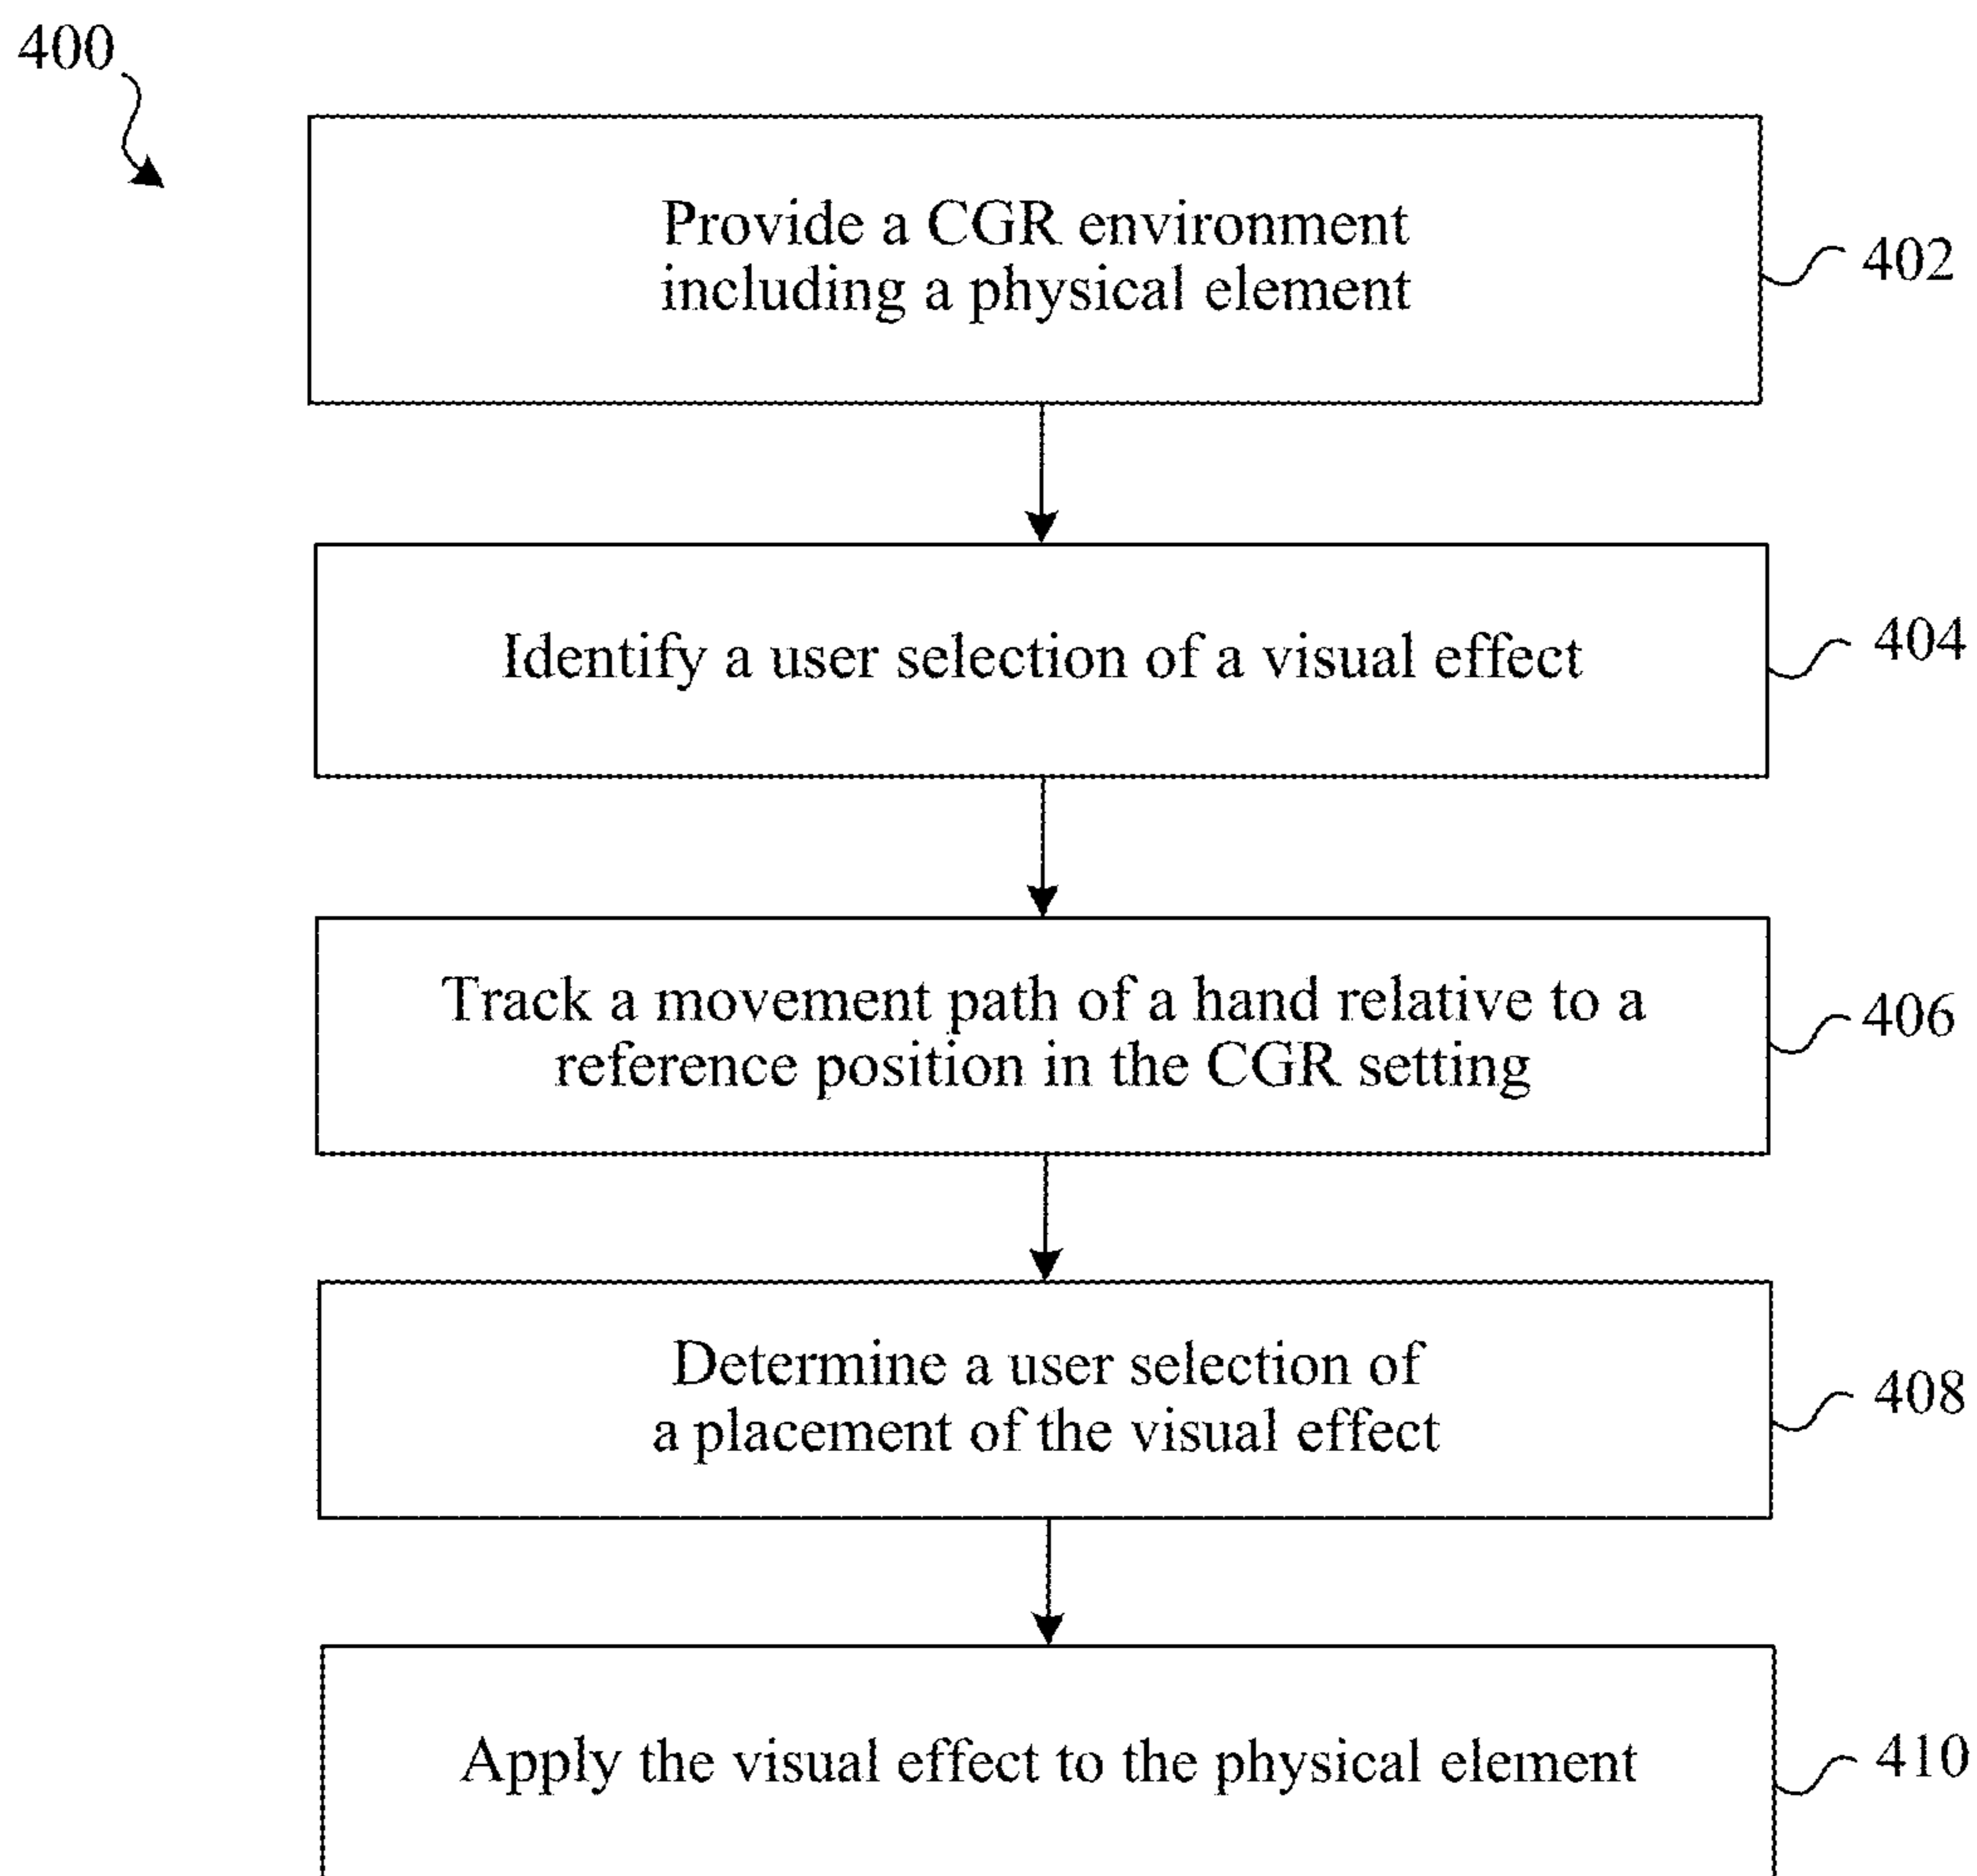 400
Provide a CGR environment
including a physical element
402
Identify a user selection of a visual effect
404
Track a movement path of a hand relative to a
reference position in the CGR setting
406
Determine a user selection of
a placement of the visual effect
408
Apply the visual effect to the physical element
410